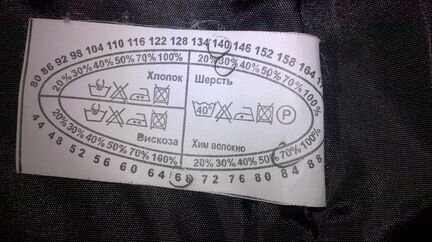 80 86 92 98 104 110 116 122 128 134 140 146 152 158 164
20% 30% 40% 50% 70% 100% 20% 30% 40% 50% 70% 100%
Хлопок Шерсть
40° P
Вискоза Хим волокно
20% 30% 40% 50% 70% 100% 20% 30% 40% 50% 70% 100%
44 48 52 56 60 64 68 72 76 80 84 88